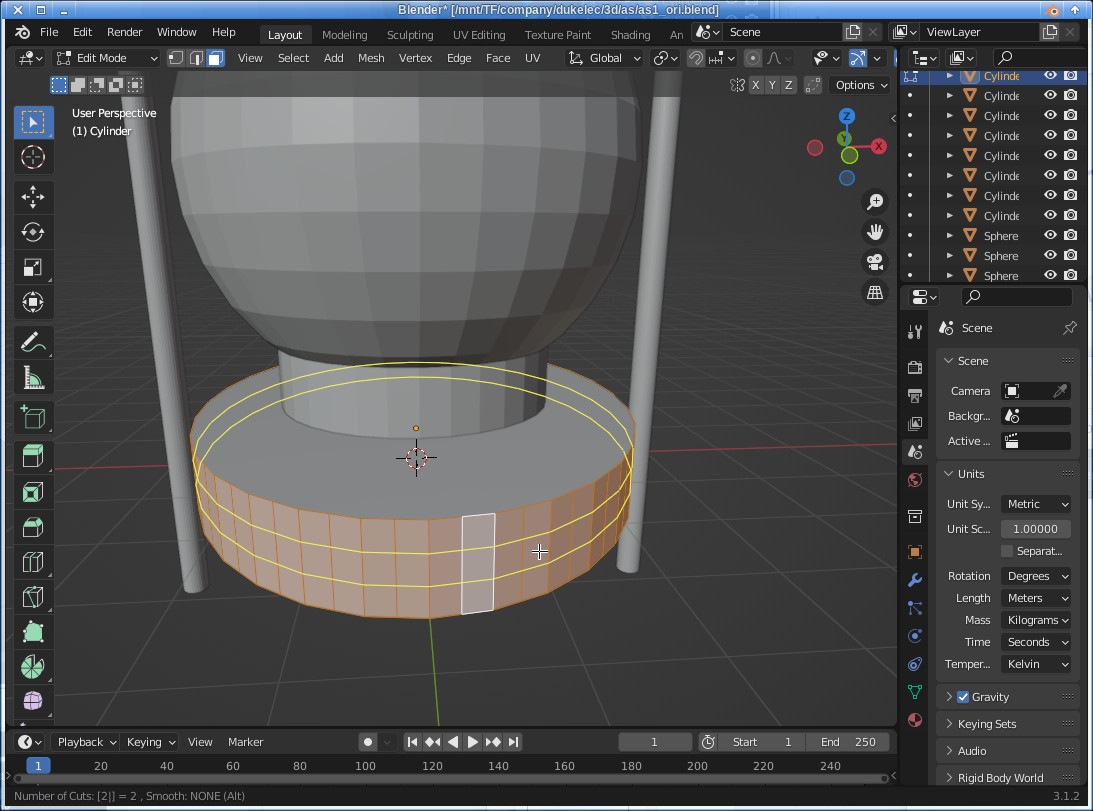 Blender* [/mnt/TF/company/dukelec/3d/as/as1_ori.blend]
File Edit Render Window Layout Modeling Sculpting UV Editing Texture Paint Shading An Scene ViewLayer
Edit Mode View Select Add Mesh Vertex Edge Face UV Global
X Y Z Options
User Perspective
(1) Cylinder
Z
Y
X
Cylinde
Cylinde
Cylinde
Cylinde
Cylinde
Cylinde
Cylinde
Cylinde
Sphere
Sphere
Sphere
Scene
Scene
Camera
Backgr...
Active ...
Units
Unit Sy... Metric
Unit Sc... 1.00000
Separat...
Rotation Degrees
Length Meters
Mass Kilograms
Time Seconds
Temper... Kelvin
Gravity
Keying Sets
Audio
Rigid Body World
Playback Keying View Marker 1 Start 1 End 250
1 20 40 60 80 100 120 140 160 180 200 220 240
Number of Cuts: [2|] = 2 , Smooth: NONE (Alt) 3.1.2